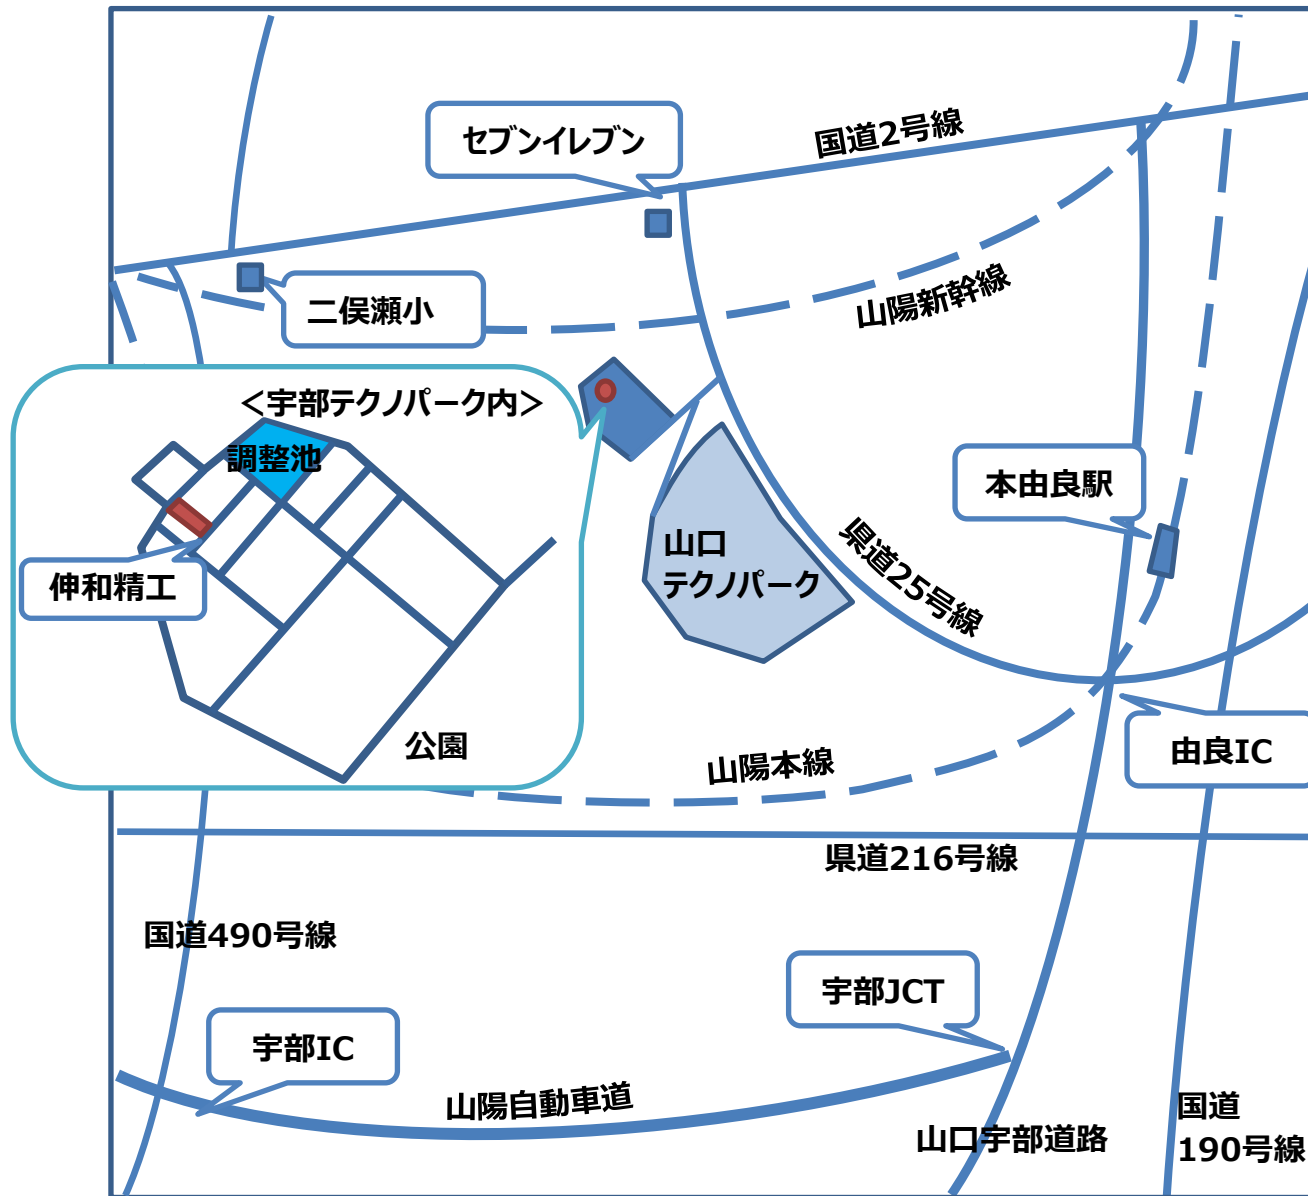 国道2号線
セブンイレブン
二俣瀬小
山陽新幹線
＜宇部テクノパーク内＞
調整池
伸和精工
公園
山口
テクノパーク
県道25号線
本由良駅
由良IC
山陽本線
県道216号線
国道490号線
宇部JCT
宇部IC
山陽自動車道
山口宇部道路
国道
190号線